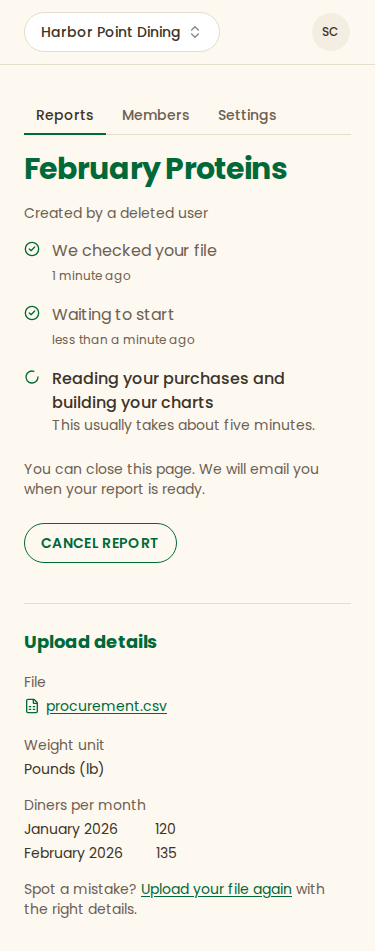 Harbor Point Dining
SC
Reports Members Settings
February Proteins
Created by a deleted user
We checked your file
1 minute ago
Waiting to start
less than a minute ago
Reading your purchases and
building your charts
This usually takes about five minutes.
You can close this page. We will email you
when your report is ready.
CANCEL REPORT
Upload details
File
procurement.csv
Weight unit
Pounds (lb)
Diners per month
January 2026 120
February 2026 135
Spot a mistake? Upload your file again with
the right details.